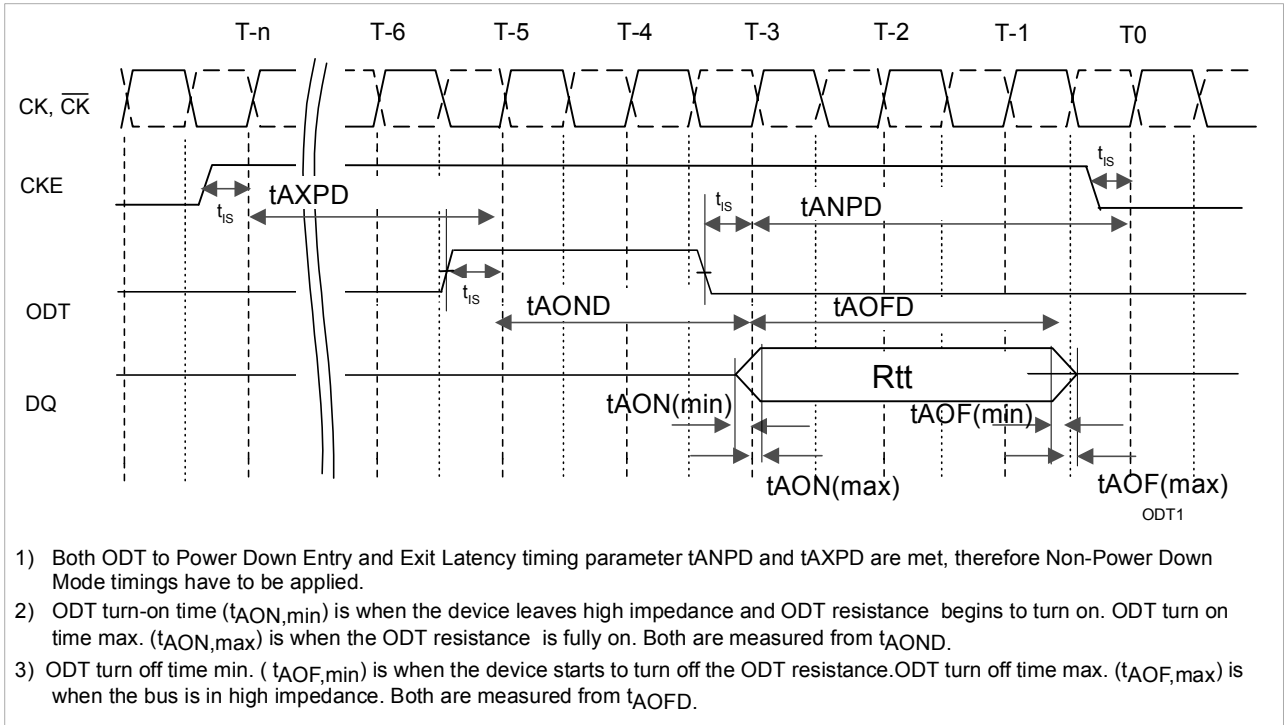 T-n T-6 T-5 T-4 T-3 T-2 T-1 T0
CK, CK
CKE
tIS
tAXPD
tIS
tANPD
tIS
ODT
tIS
tAOND
tAOFD
DQ
Rtt
tAON(min)
tAOF(min)
tAON(max)
tAOF(max)
ODT1
1) Both ODT to Power Down Entry and Exit Latency timing parameter tANPD and tAXPD are met, therefore Non-Power Down
Mode timings have to be applied.
2) ODT turn-on time (tAON,min) is when the device leaves high impedance and ODT resistance begins to turn on. ODT turn on
time max. (tAON,max) is when the ODT resistance is fully on. Both are measured from tAOND.
3) ODT turn off time min. ( tAOF,min) is when the device starts to turn off the ODT resistance.ODT turn off time max. (tAOF,max) is
when the bus is in high impedance. Both are measured from tAOFD.